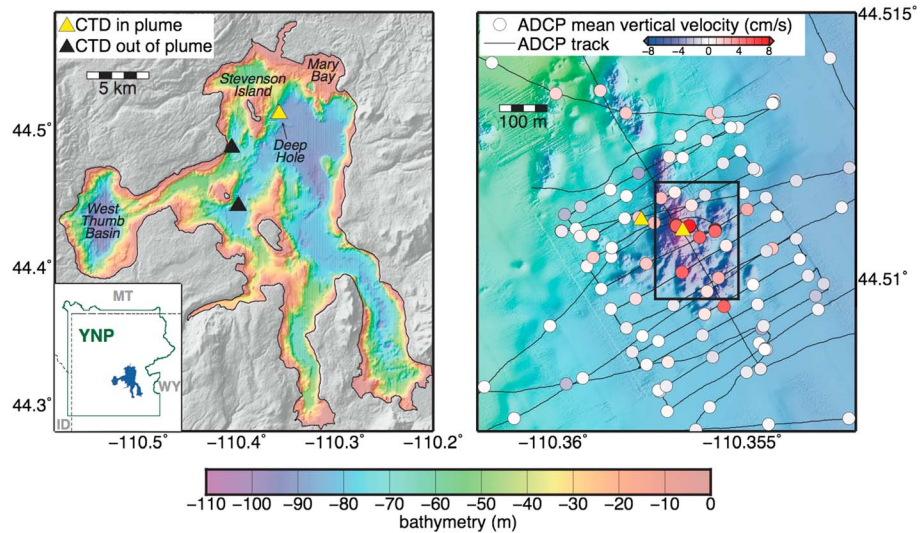 CTD in plume
CTD out of plume
5 km
Stevenson
Island
Mary
Bay
Deep
Hole
West
Thumb
Basin
MT
YNP
WY
ID
44.5˚
44.4˚
44.3˚
−110.5˚
−110.4˚
−110.3˚
−110.2˚
ADCP mean vertical velocity (cm/s)
−8
−4
0
4
8
ADCP track
100 m
44.515˚
44.51˚
−110.36˚
−110.355˚
−110 −100 −90 −80 −70 −60 −50 −40 −30 −20 −10 0
bathymetry (m)